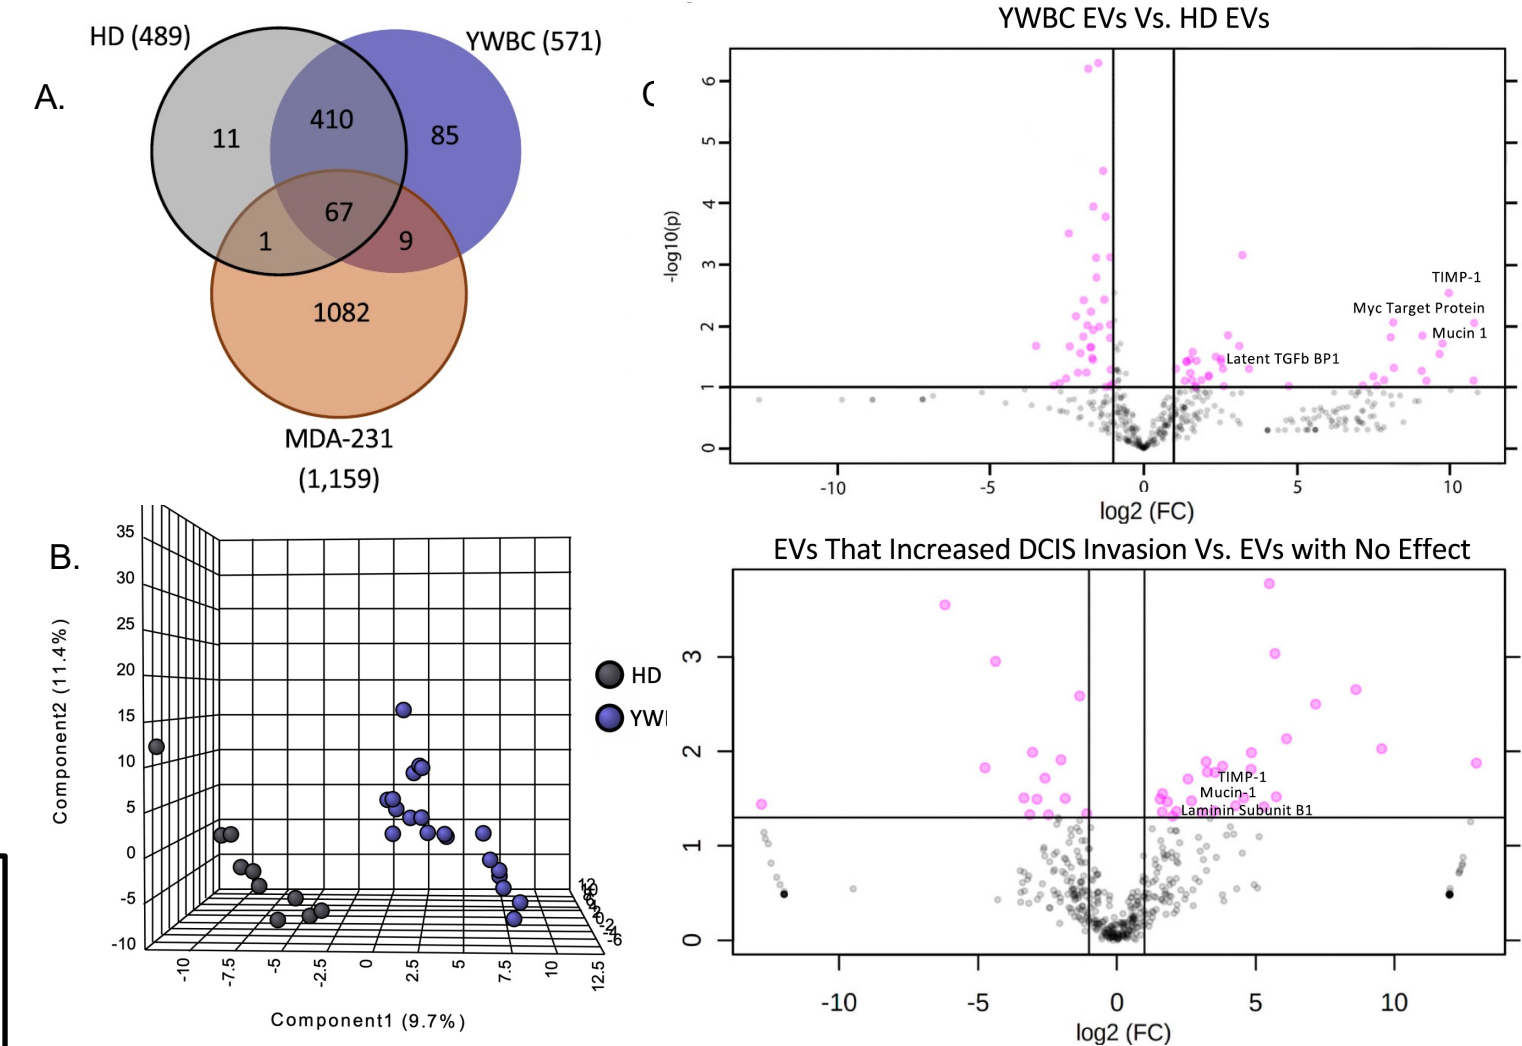 HD (489)
YWBC (571)
A.
11
410
85
67
1
9
1082
MDA-231
(1,159)
B.
35
30
25
20
15
10
5
0
-5
-10
Component2 (11.4%)
-10
-7.5
-5
-2.5
0
2.5
5
7.5
10
12.5
Component1 (9.7%)
12
-2
-4
-6
HD
YW
YWBC EVs Vs. HD EVs
6
5
4
3
2
1
0
-log10(p)
TIMP-1
Myc Target Protein
Mucin 1
Latent TGFb BP1
-10
-5
0
5
10
log2 (FC)
EVs That Increased DCIS Invasion Vs. EVs with No Effect
3
2
1
0
TIMP-1
Mucin-1
Laminin Subunit B1
-10
-5
0
5
10
log2 (FC)